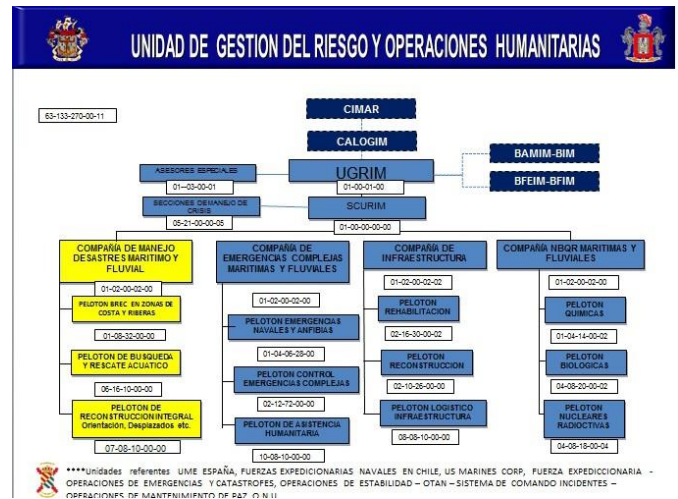 UNIDAD DE GESTION DEL RIESGO Y OPERACIONES HUMANITARIAS
63-133-270-00-11
CIMAR
CALOGIM
UGRIM
01-00-01-00
BAMIM-BIM
BFEIM-BFIM
ASESORES ESPECIALES
01--03-00-01
SECCIONES DE MANEJO DE
CRISIS
05-21-00-00-05
SCURIM
01-00-00-00-00
COMPAÑÍA DE MANEJO
DESASTRES MARITIMO Y
FLUVIAL
01-02-00-02-00
PELOTON BREC EN ZONAS DE
COSTA Y RIBERAS
01-08-32-00-00
PELOTON DE BUSQUEDA
Y RESCATE ACUATICO
06-16-10-00-00
PELOTON DE
RECONSTRUCCION INTEGRAL
Orientación, Desplazados etc.
07-08-10-00-00
COMPAÑÍA DE
EMERGENCIAS COMPLEJAS
MARITIMAS Y FLUVIALES
01-02-00-02-00
PELOTON EMERGENCIAS
NAVALES Y ANFIBIAS
01-04-06-28-00
PELOTON CONTROL
EMERGENCIAS COMPLEJAS
02-12-72-00-00
PELOTON DE ASISTENCIA
HUMANITARIA
10-08-10-00-00
COMPAÑÍA DE
INFRAESTRUCTURA
01-02-00-02-02
PELOTON
REHABILITACION
02-16-30-00-02
PELOTON
RECONSTRUCCION
02-10-26-00-00
PELOTON LOGISTICO
INFRAESTRUCTURA
08-08-10-00-00
COMPAÑÍA NBQR MARITIMAS Y
FLUVIALES
01-02-00-02-02
PELOTON
QUIMICAS
01-04-14-00-02
PELOTON
BIOLOGICAS
04-08-20-00-02
PELOTON
NUCLEARES
RADIOCTIVAS
04-08-18-00-04
****Unidades referentes UME ESPAÑA, FUERZAS EXPEDICIONARIAS NAVALES EN CHILE, US MARINES CORP, FUERZA EXPEDICCIONARIA -
OPERACIONES DE EMERGENCIAS Y CATASTROFES, OPERACIONES DE ESTABILIDAD – OTAN – SISTEMA DE COMANDO INCIDENTES –
OPERACIONES DE MANTENIMIENTO DE PAZ O.N.U